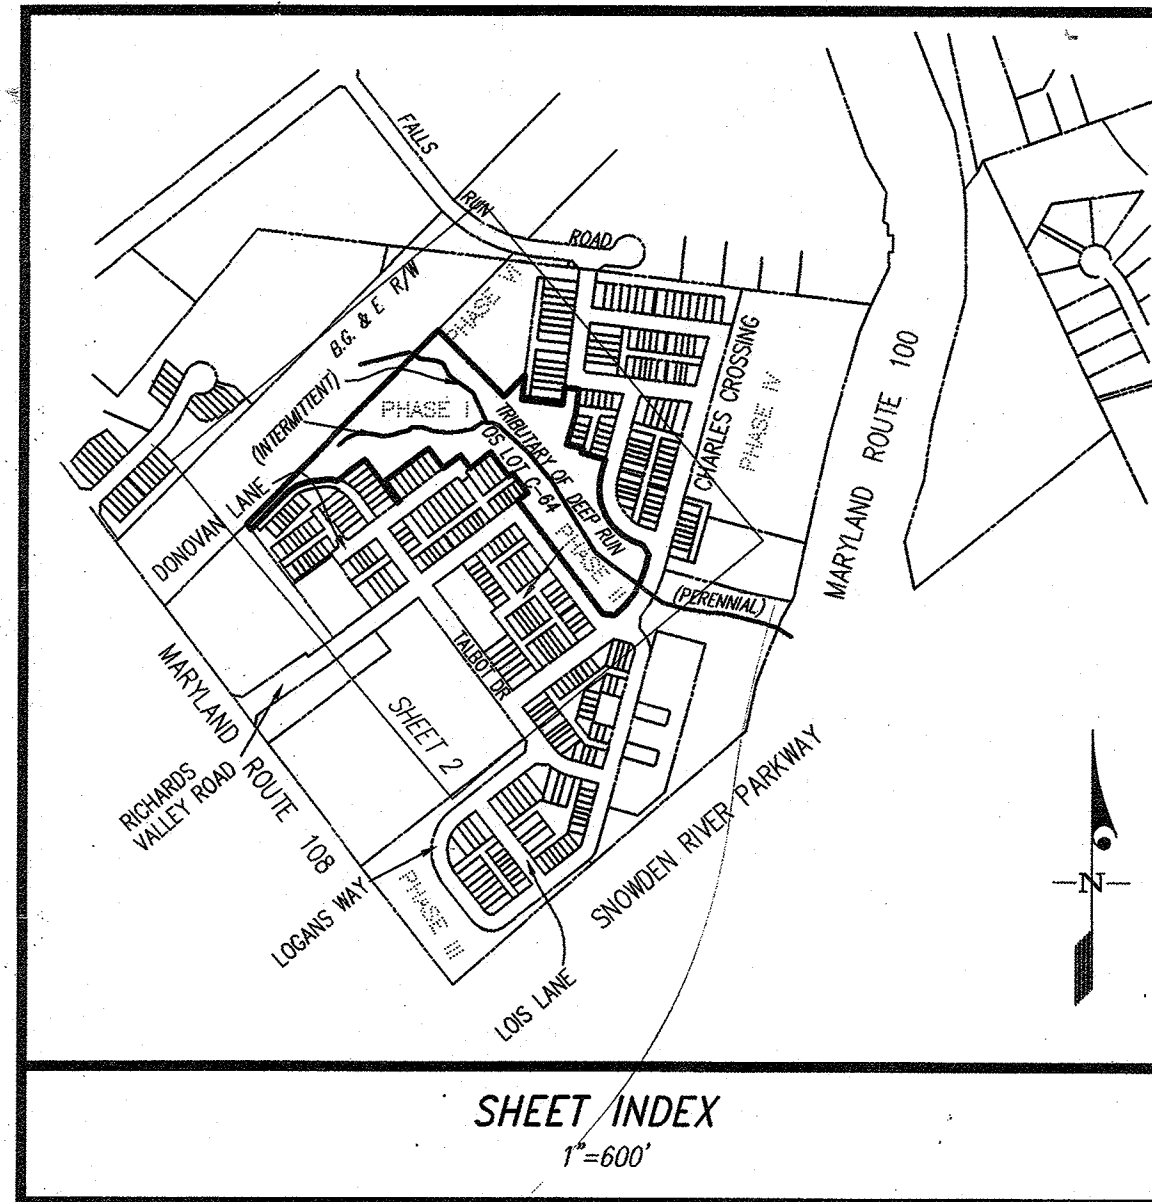 FALLS
RUN
ROAD
B.G. & E R/W
PHASE
(INTERMITTENT)
PHASE I
TRIBUTARY OF DEEP RUN
OS LOT C-64
CHARLES CROSSING
PHASE IV
MARYLAND ROUTE 100
DONOVAN LANE
PHASE II
(PERENNIAL)
TALBOT DR
MARYLAND ROUTE 108
SHEET 2
RICHARDS
VALLEY ROAD
LOGANS WAY
PHASE III
SNOWDEN RIVER PARKWAY
LOIS LANE
N
SHEET INDEX
1"=600'